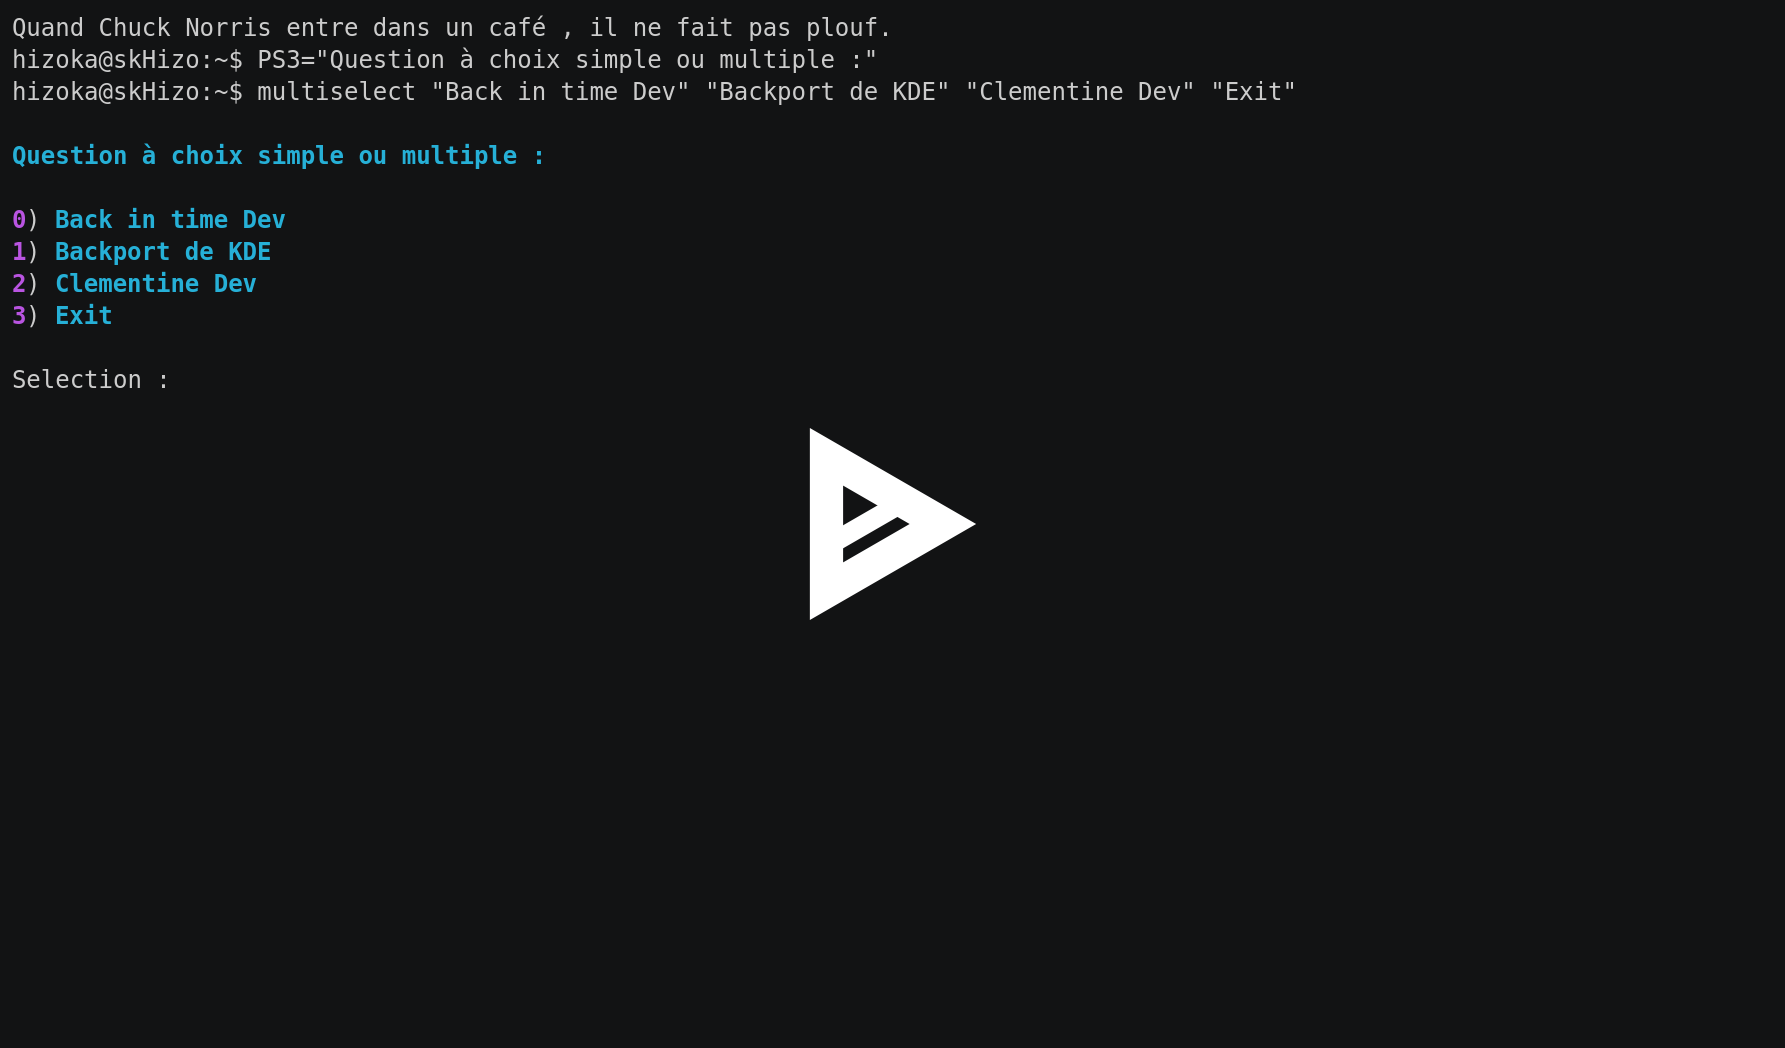 Quand Chuck Norris entre dans un café , il ne fait pas plouf.
hizoka@skHizo:~$ PS3="Question à choix simple ou multiple :"
hizoka@skHizo:~$ multiselect "Back in time Dev" "Backport de KDE" "Clementine Dev" "Exit"
Question à choix simple ou multiple :
0) Back in time Dev
1) Backport de KDE
2) Clementine Dev
3) Exit
Selection :